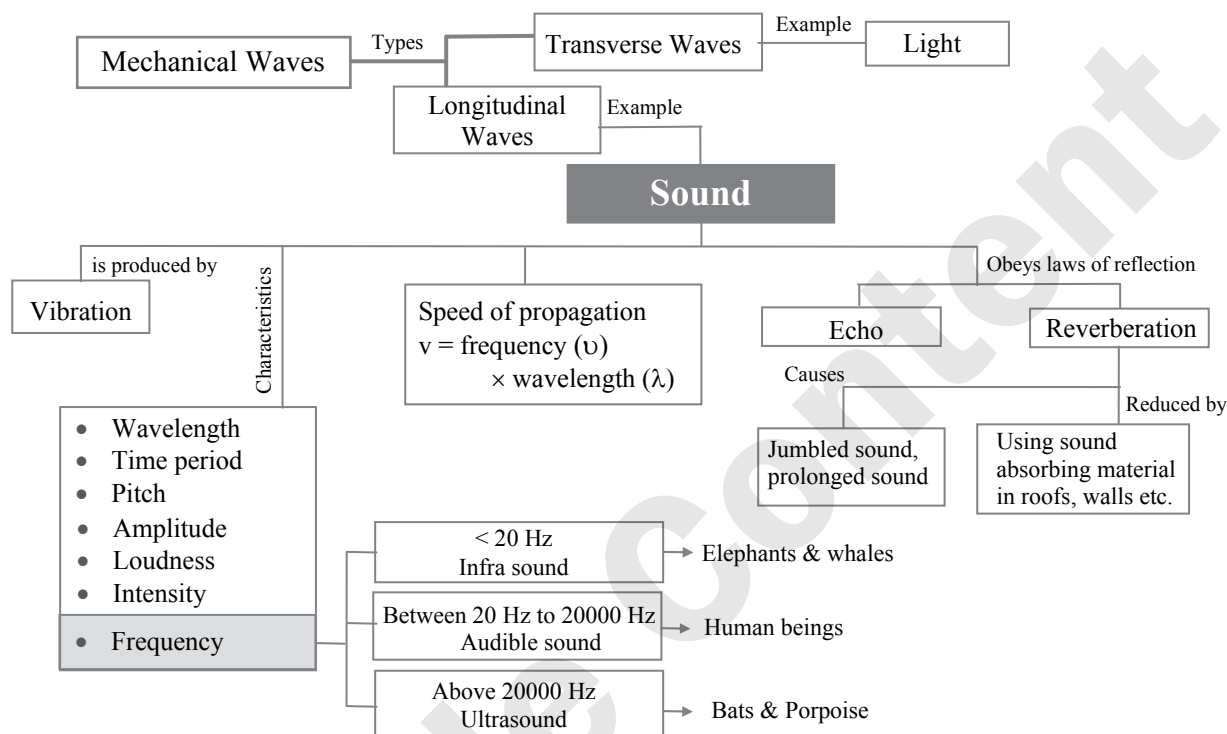 Mechanical Waves
Types
Transverse Waves
Example
Light
Longitudinal
Waves
Example
Sound
is produced by
Vibration
Characteristics
Speed of propagation
v = frequency (υ)
× wavelength (λ)
Obeys laws of reflection
Echo
Reverberation
Causes
Reduced by
Jumbled sound,
prolonged sound
Using sound
absorbing material
in roofs, walls etc.
• Wavelength
• Time period
• Pitch
• Amplitude
• Loudness
• Intensity
• Frequency
< 20 Hz
Infra sound
Elephants & whales
Between 20 Hz to 20000 Hz
Audible sound
Human beings
Above 20000 Hz
Ultrasound
Bats & Porpoise
Content